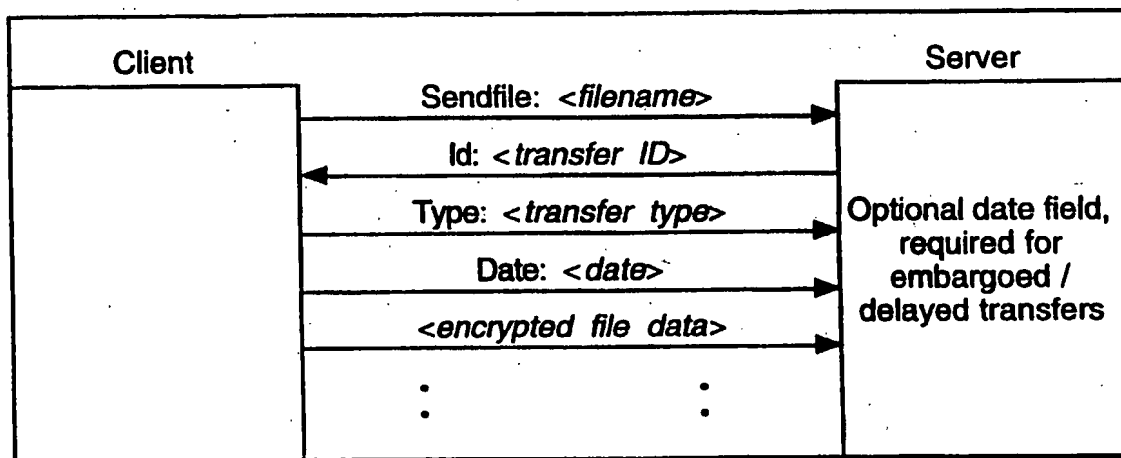 Client
Server
Sendfile: <filename>
Id: <transfer ID>
Type: <transfer type>
Date: <date>
<encrypted file data>
Optional date field,
required for
embargoed /
delayed transfers